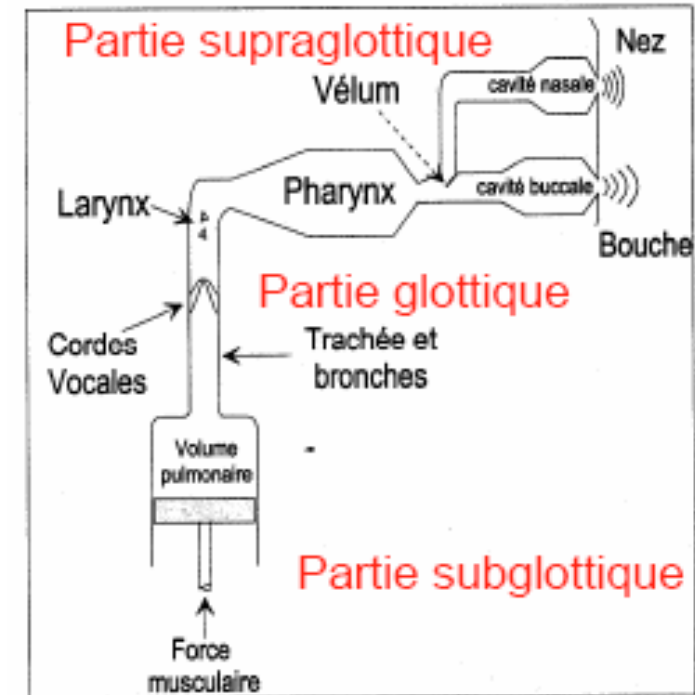 Partie supraglottique
Nez
Vélum
cavité nasale
Larynx
Pharynx
cavité buccale
Bouche
Partie glottique
Cordes
Vocales
Trachée et
bronches
Volume
pulmonaire
Partie subglottique
Force
musculaire